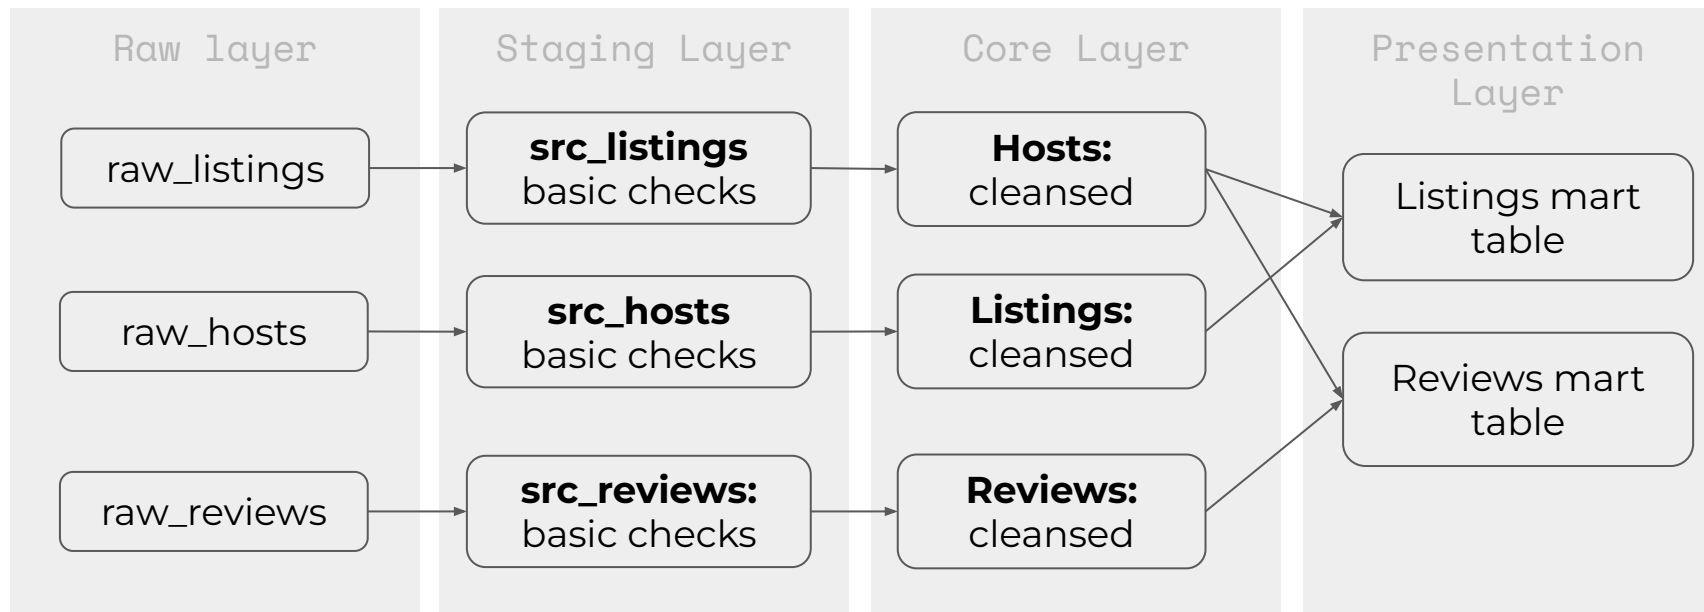 Raw layer
Staging Layer
Core Layer
Presentation
Layer
raw_listings
src_listings
basic checks
Hosts:
cleansed
Listings mart
table
raw_hosts
src_hosts
basic checks
Listings:
cleansed
Reviews mart
table
raw_reviews
src_reviews:
basic checks
Reviews:
cleansed